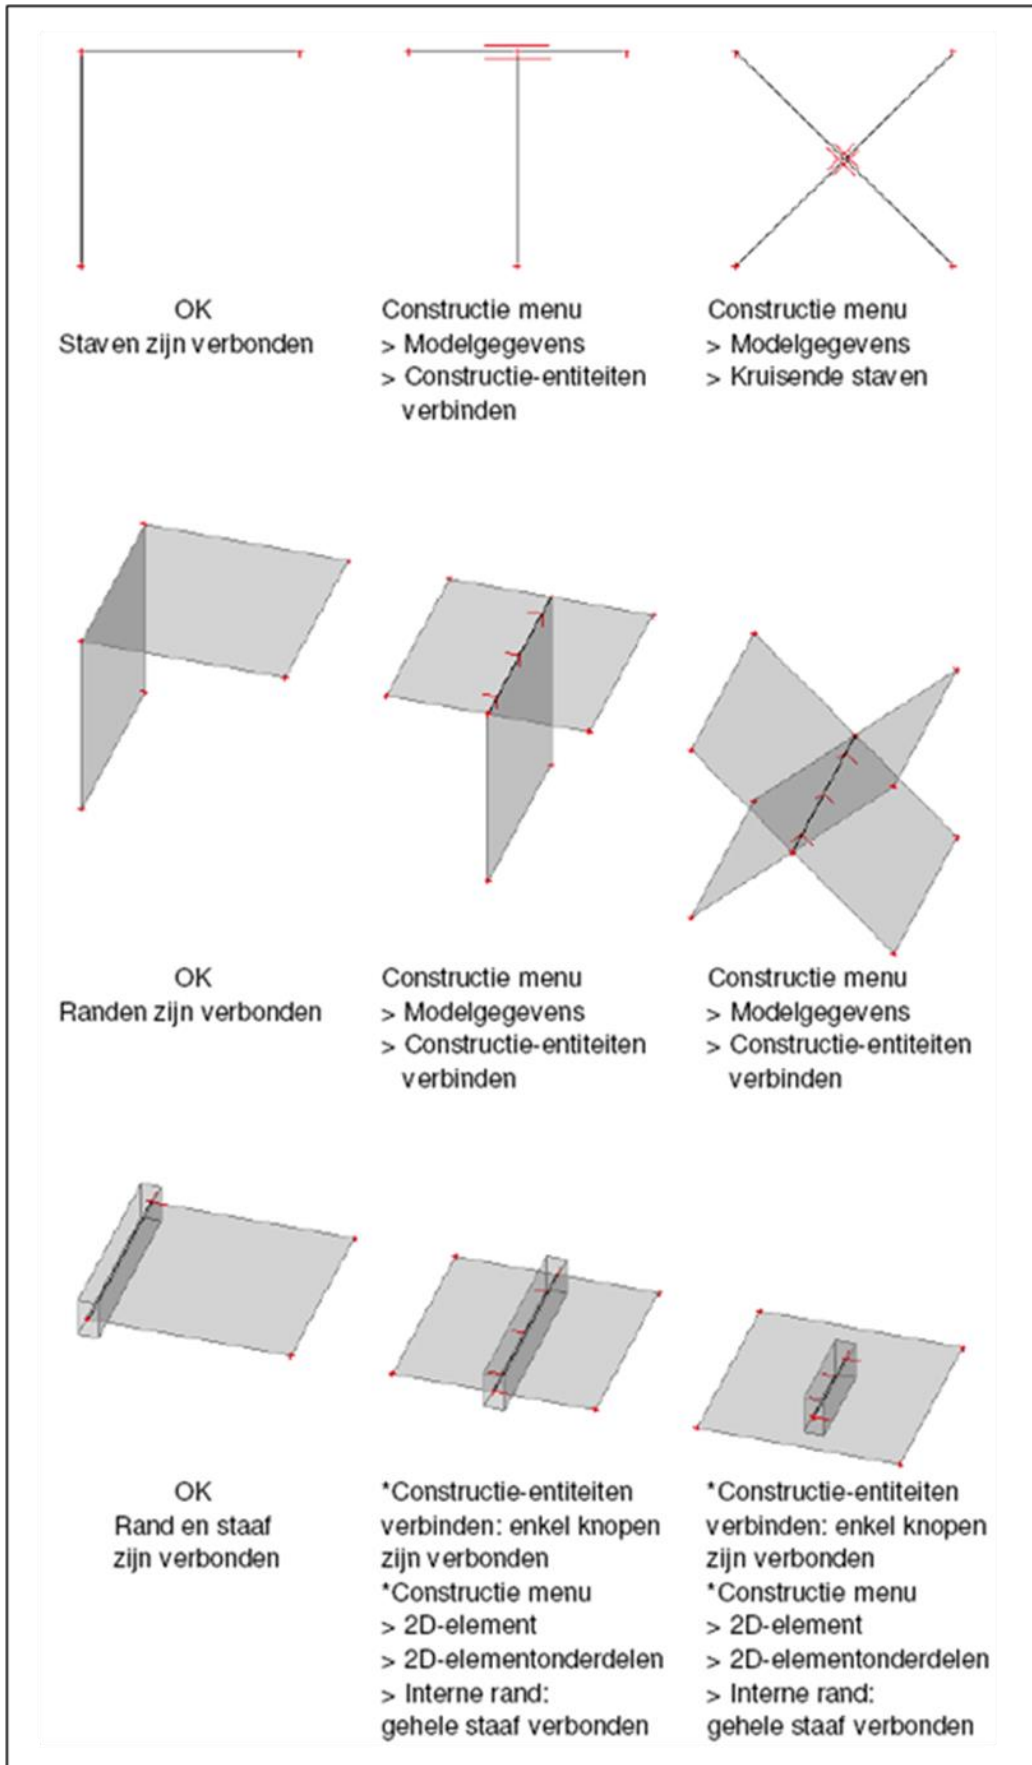 OK
Staven zijn verbonden
Constructie menu
> Modelgegevens
> Constructie-entiteiten
verbinden
Constructie menu
> Modelgegevens
> Kruisende staven
OK
Randen zijn verbonden
Constructie menu
> Modelgegevens
> Constructie-entiteiten
verbinden
Constructie menu
> Modelgegevens
> Constructie-entiteiten
verbinden
OK
Rand en staaf
zijn verbonden
*Constructie-entiteiten
verbinden: enkel knopen
zijn verbonden
*Constructie menu
> 2D-element
> 2D-elementonderdelen
> Interne rand:
gehele staaf verbonden
*Constructie-entiteiten
verbinden: enkel knopen
zijn verbonden
*Constructie menu
> 2D-element
> 2D-elementonderdelen
> Interne rand:
gehele staaf verbonden